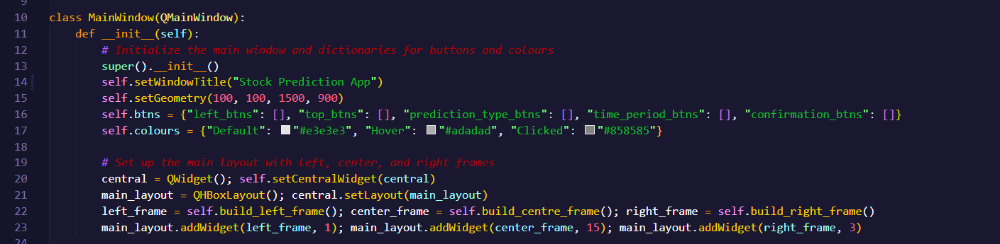 9
10 class MainWindow(QMainWindow):
11     def __init__(self):
12         # Initialize the main window and dictionaries for buttons and colours
13         super().__init__()
14         self.setWindowTitle("Stock Prediction App")
15         self.setGeometry(100, 100, 1500, 900)
16         self.btns = {"left_btns": [], "top_btns": [], "prediction_type_btns": [], "time_period_btns": [], "confirmation_btns": []}
17         self.colours = {"Default": "#e3e3e3", "Hover": "#adadad", "Clicked": "#858585"}
18
19         # Set up the main layout with left, center, and right frames
20         central = QWidget(); self.setCentralWidget(central)
21         main_layout = QHBoxLayout(); central.setLayout(main_layout)
22         left_frame = self.build_left_frame(); center_frame = self.build_centre_frame(); right_frame = self.build_right_frame()
23         main_layout.addWidget(left_frame, 1); main_layout.addWidget(center_frame, 15); main_layout.addWidget(right_frame, 3)
24